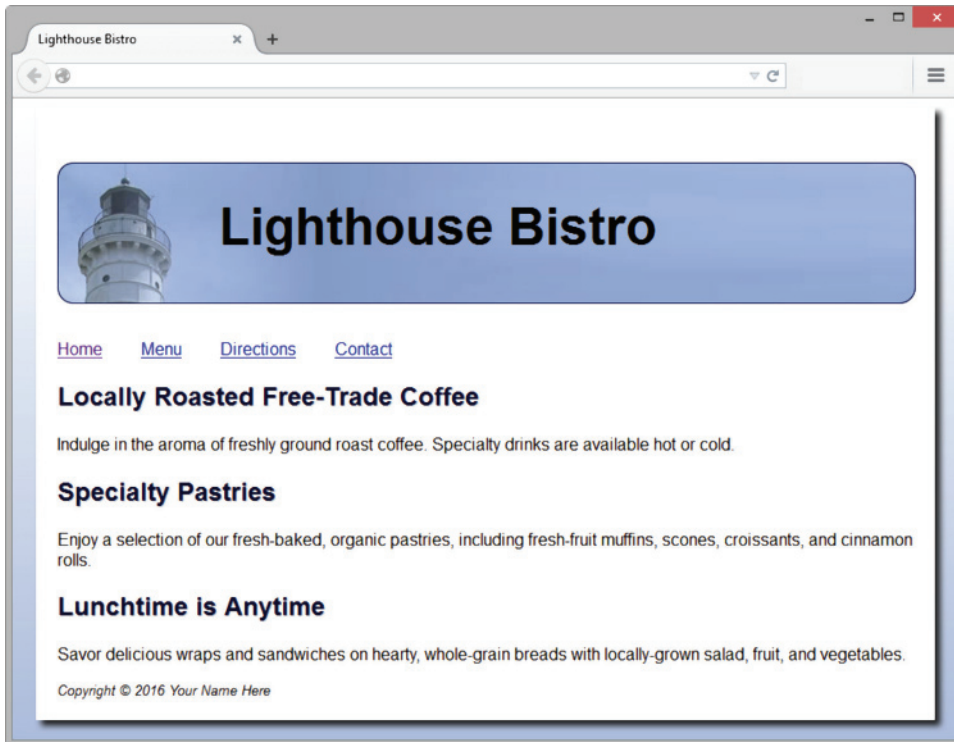 Lighthouse Bistro
Lighthouse Bistro
Home Menu Directions Contact
Locally Roasted Free-Trade Coffee
Indulge in the aroma of freshly ground roast coffee. Specialty drinks are available hot or cold.
Specialty Pastries
Enjoy a selection of our fresh-baked, organic pastries, including fresh-fruit muffins, scones, croissants, and cinnamon
rolls.
Lunchtime is Anytime
Savor delicious wraps and sandwiches on hearty, whole-grain breads with locally-grown salad, fruit, and vegetables.
Copyright © 2016 Your Name Here